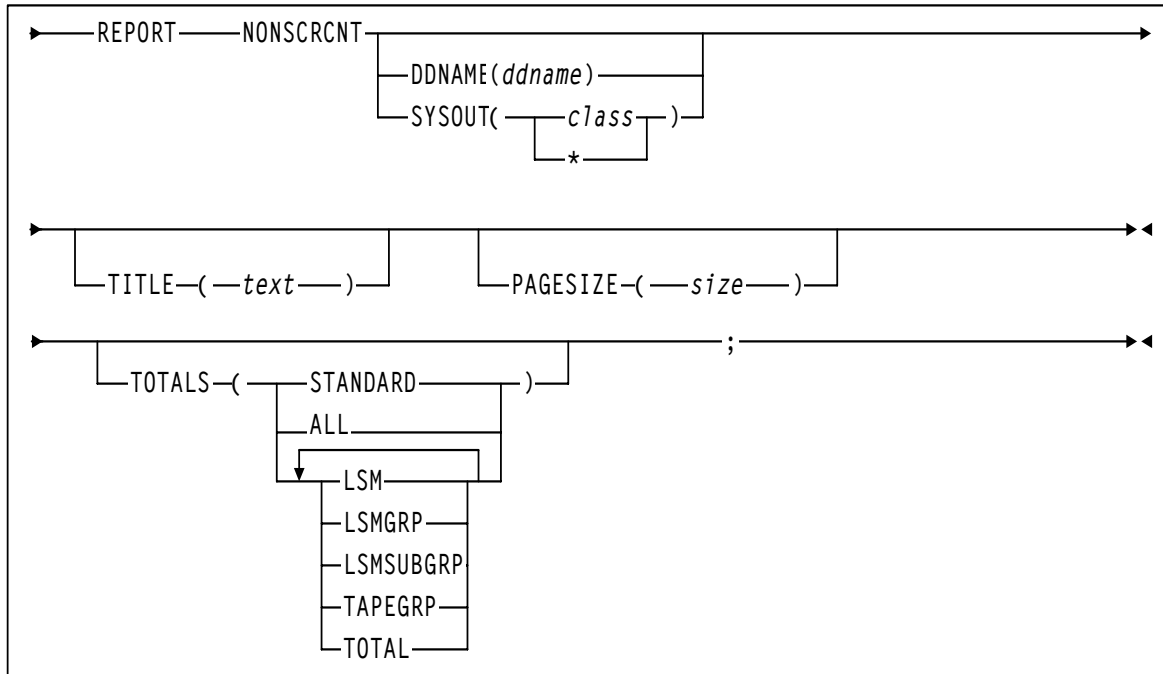 REPORT NONSCRCNT
DDNAME(ddname)
SYSOUT( class )
*
TITLE ( text ) PAGESIZE ( size )
;
TOTALS ( STANDARD )
ALL
LSM
LSMGRP
LSMSUBGRP
TAPEGRP
TOTAL